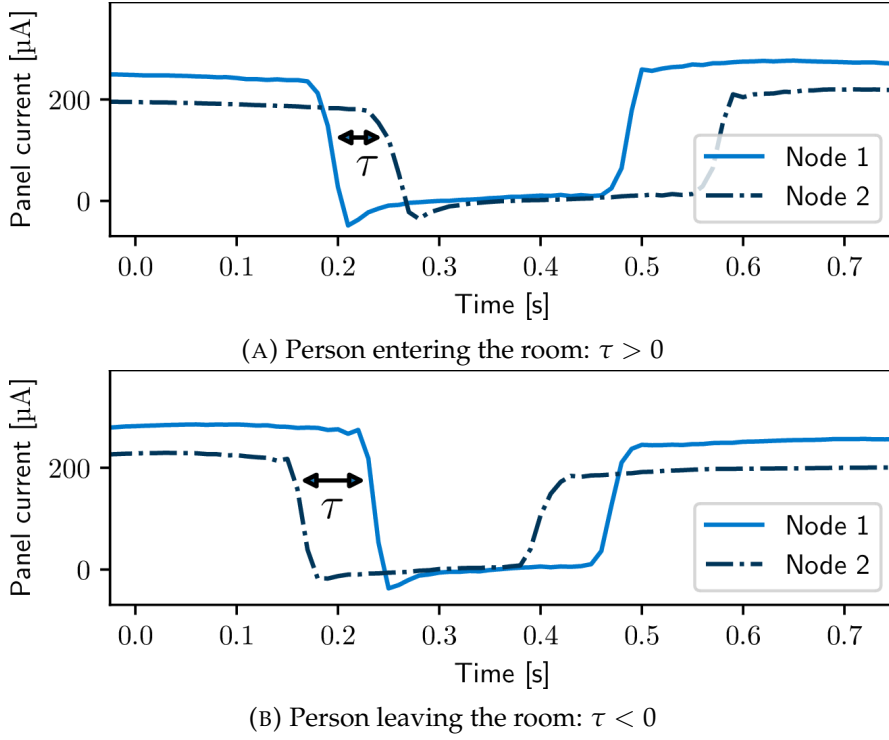 Panel current [µA]
200
0
τ
Node 1
Node 2
0.0 0.1 0.2 0.3 0.4 0.5 0.6 0.7
Time [s]
(A) Person entering the room: τ > 0
Panel current [µA]
200
0
τ
Node 1
Node 2
0.0 0.1 0.2 0.3 0.4 0.5 0.6 0.7
Time [s]
(B) Person leaving the room: τ < 0